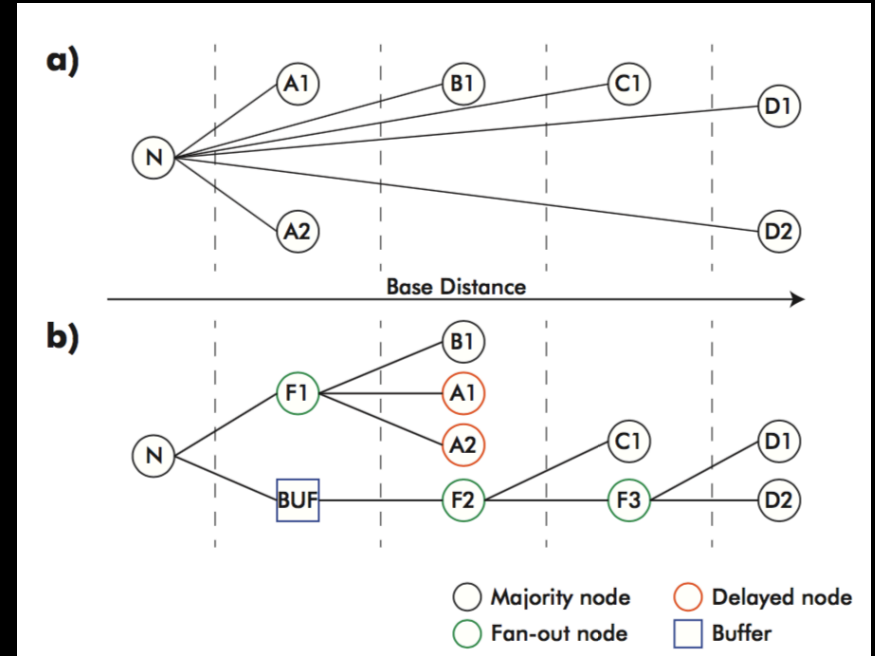 a)
A1
B1
C1
D1
N
A2
D2
Base Distance
b)
B1
F1
A1
A2
N
C1
D1
BUF
F2
F3
D2
Majority node
Delayed node
Fan-out node
Buffer